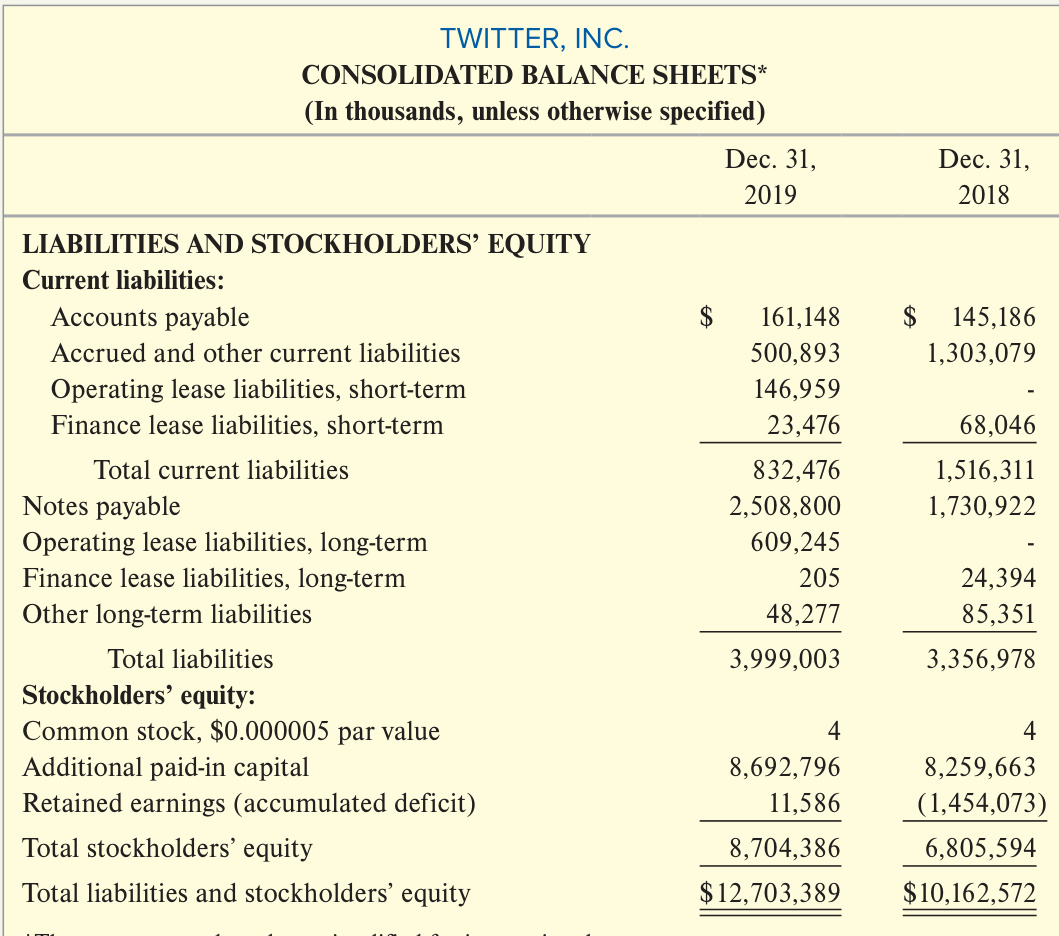 TWITTER, INC.
CONSOLIDATED BALANCE SHEETS*
(In thousands, unless otherwise specified)
Dec. 31, Dec. 31,
2019 2018
LIABILITIES AND STOCKHOLDERS’ EQUITY
Current liabilities:
Accounts payable $ 161,148 $ 145,186
Accrued and other current liabilities 500,893 1,303,079
Operating lease liabilities, short-term 146,959 -
Finance lease liabilities, short-term 23,476 68,046
Total current liabilities 832,476 1,516,311
Notes payable 2,508,800 1,730,922
Operating lease liabilities, long-term 609,245 -
Finance lease liabilities, long-term 205 24,394
Other long-term liabilities 48,277 85,351
Total liabilities 3,999,003 3,356,978
Stockholders’ equity:
Common stock, $0.000005 par value 4 4
Additional paid-in capital 8,692,796 8,259,663
Retained earnings (accumulated deficit) 11,586 (1,454,073)
Total stockholders’ equity 8,704,386 6,805,594
Total liabilities and stockholders’ equity $12,703,389 $10,162,572